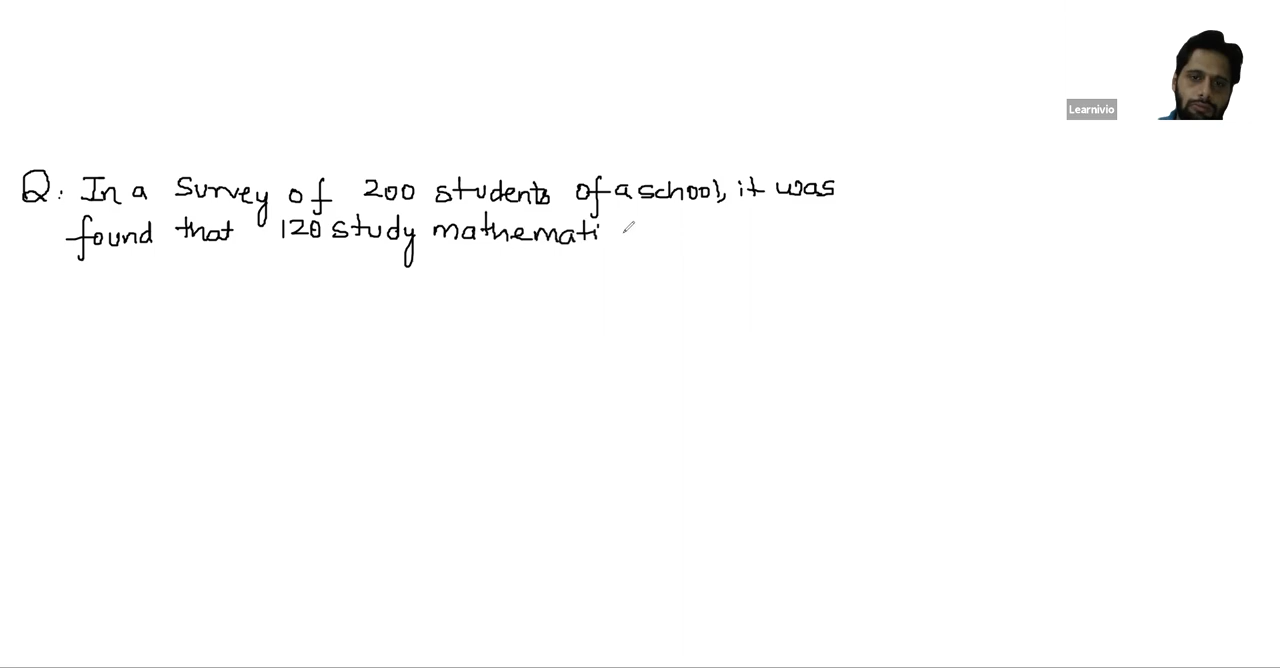 Learnivio
Q. In a survey of 200 students of a school, it was
found that 120 study mathemati